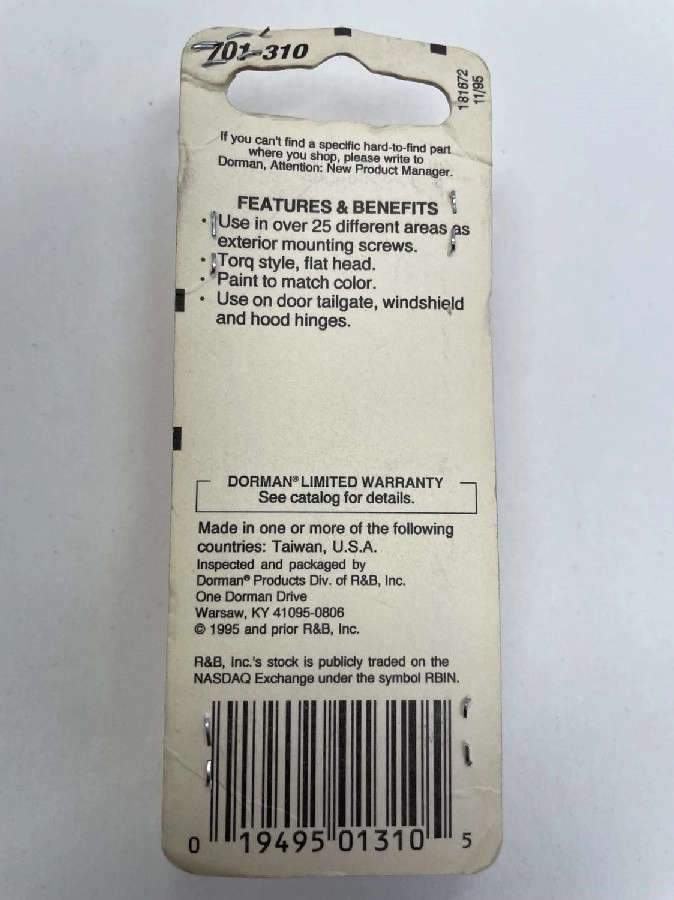 701-310
181672
11/95
If you can't find a specific hard-to-find part
where you shop, please write to
Dorman, Attention: New Product Manager.
FEATURES & BENEFITS
• Use in over 25 different areas as
exterior mounting screws.
• Torq style, flat head.
• Paint to match color.
• Use on door tailgate, windshield
and hood hinges.
DORMAN® LIMITED WARRANTY
See catalog for details.
Made in one or more of the following
countries: Taiwan, U.S.A.
Inspected and packaged by
Dorman® Products Div. of R&B, Inc.
One Dorman Drive
Warsaw, KY 41095-0806
© 1995 and prior R&B, Inc.
R&B, Inc.'s stock is publicly traded on the
NASDAQ Exchange under the symbol RBIN.
0 19495 01310 5